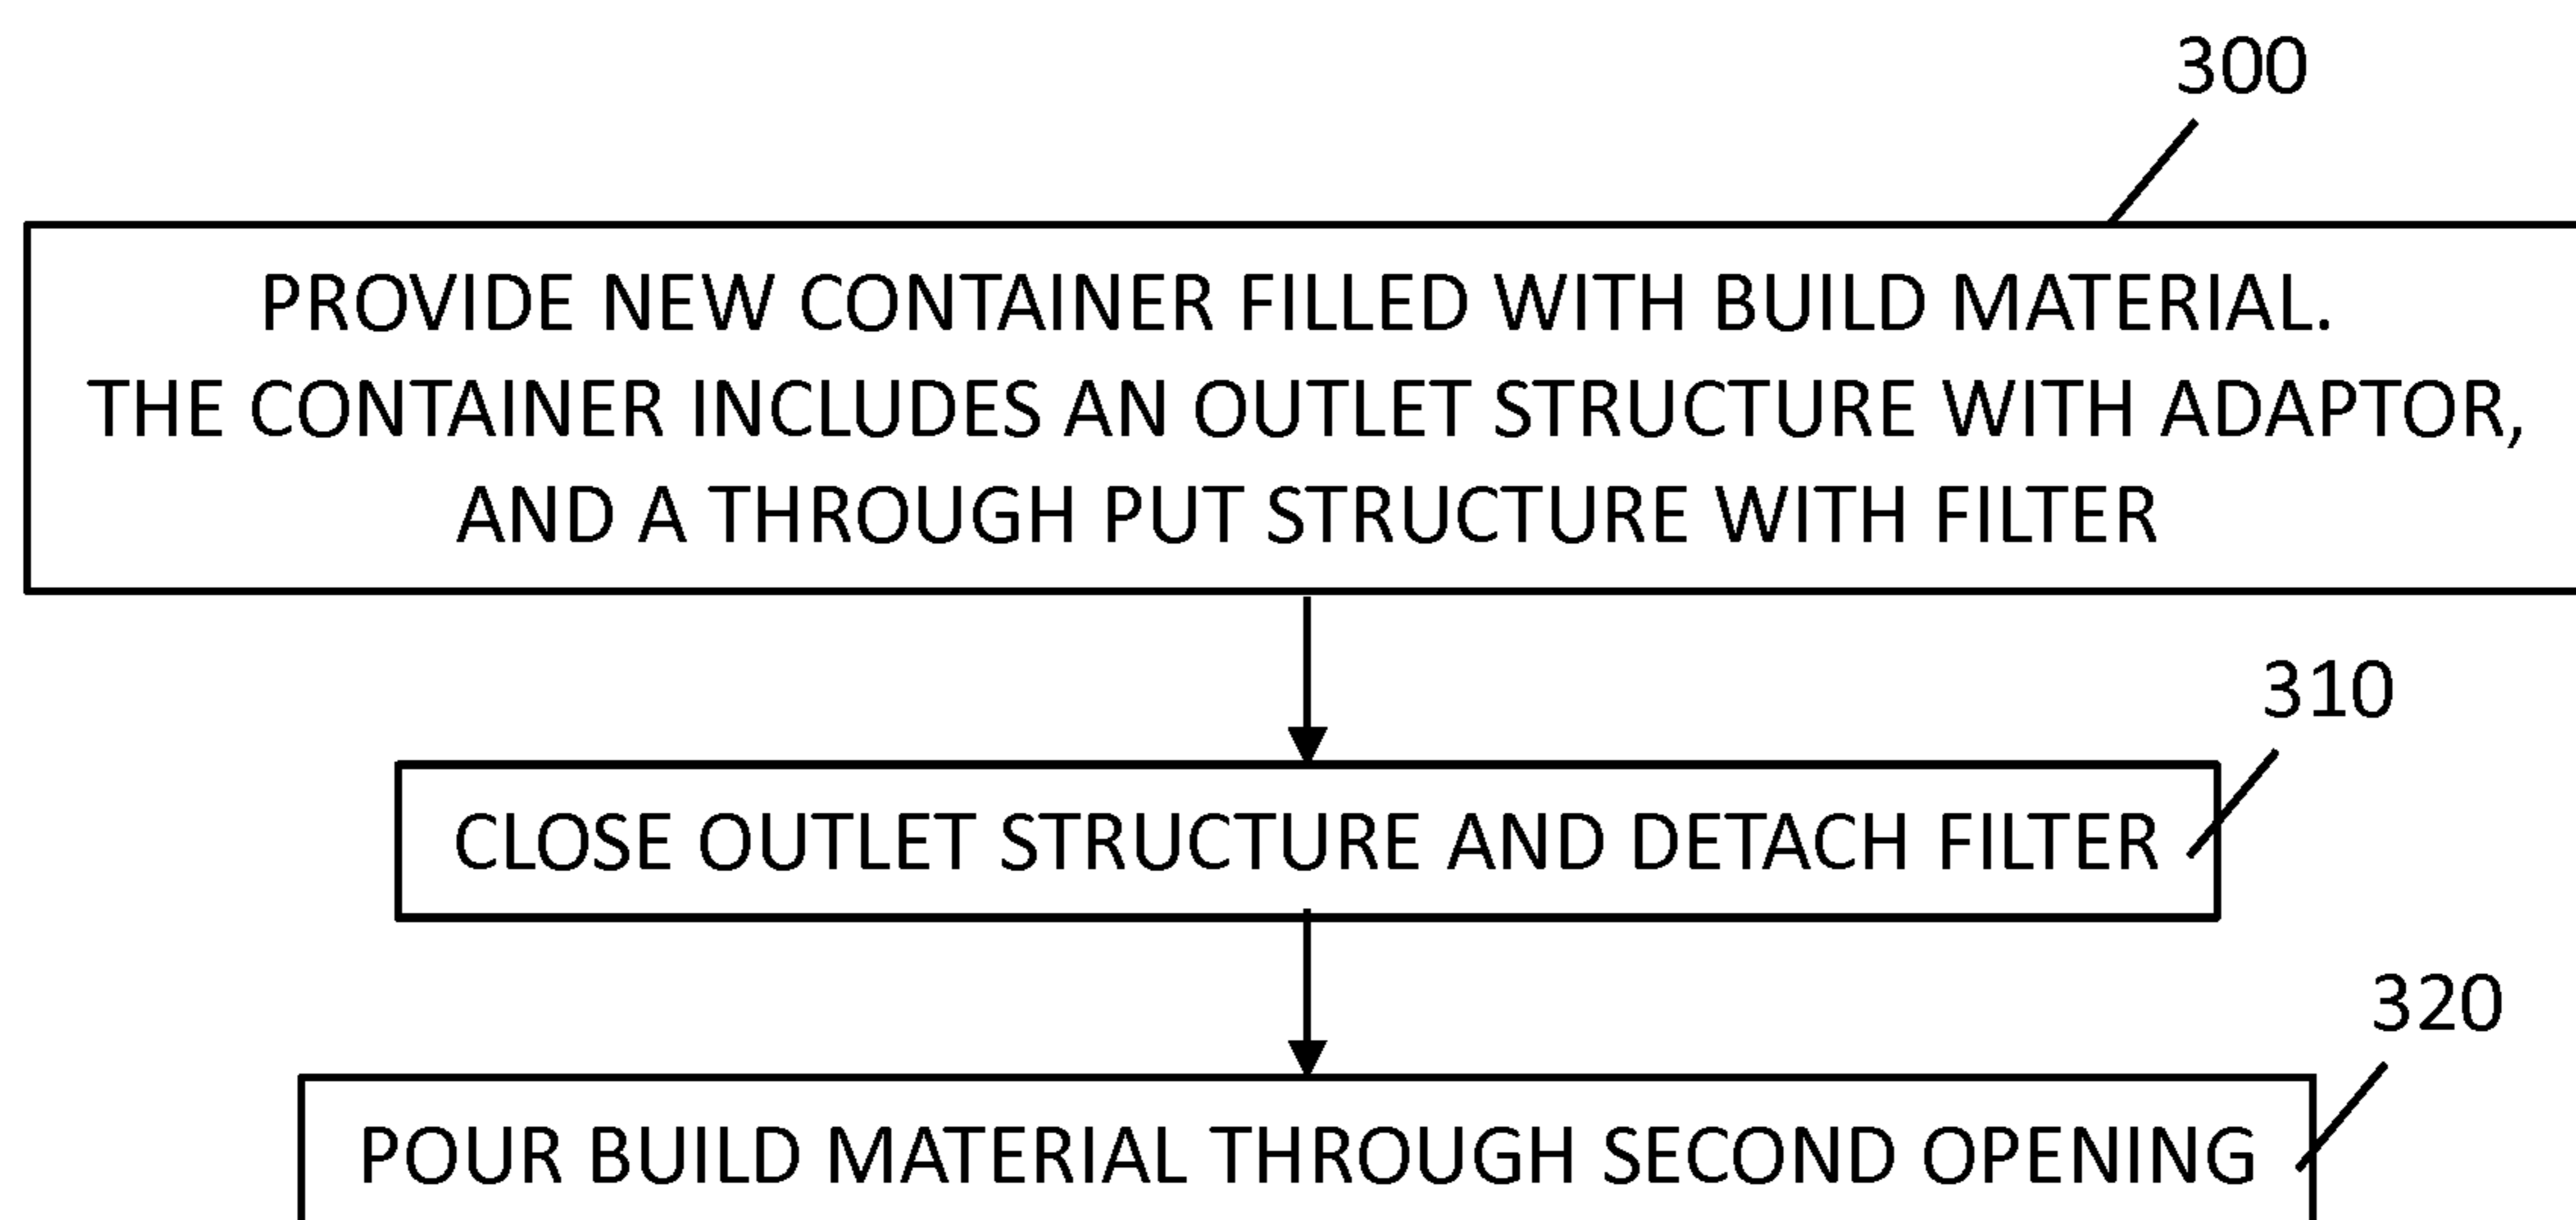 300
PROVIDE NEW CONTAINER FILLED WITH BUILD MATERIAL.
THE CONTAINER INCLUDES AN OUTLET STRUCTURE WITH ADAPTOR,
AND A THROUGH PUT STRUCTURE WITH FILTER
310
CLOSE OUTLET STRUCTURE AND DETACH FILTER
320
POUR BUILD MATERIAL THROUGH SECOND OPENING